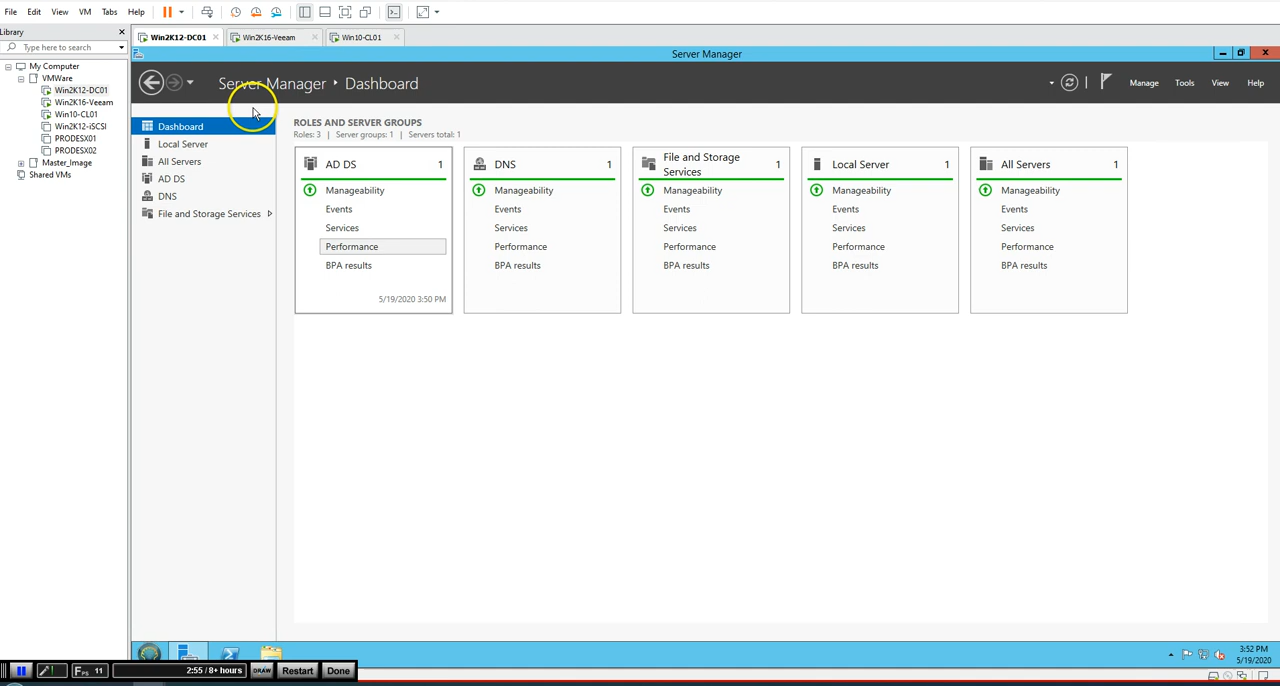 File Edit View VM Tabs Help
Library
Type here to search
My Computer
VMWare
Win2K12-DC01
Win2K16-Veeam
Win10-CL01
Win2K12-iSCSI
PRODESX01
PRODESX02
Master_Image
Shared VMs
Win2K12-DC01 Win2K16-Veeam Win10-CL01
Server Manager
Server Manager Dashboard
Manage Tools View Help
Dashboard
Local Server
All Servers
AD DS
DNS
File and Storage Services
ROLES AND SERVER GROUPS
Roles: 3 | Server groups: 1 | Servers total: 1
AD DS 1
Manageability
Events
Services
Performance
BPA results
5/19/2020 3:50 PM
DNS 1
Manageability
Events
Services
Performance
BPA results
File and Storage
Services 1
Manageability
Events
Services
Performance
BPA results
Local Server 1
Manageability
Events
Services
Performance
BPA results
All Servers 1
Manageability
Events
Services
Performance
BPA results
3:52 PM
5/19/2020
FPS 11 2:55 / 8+ hours DRAW Restart Done